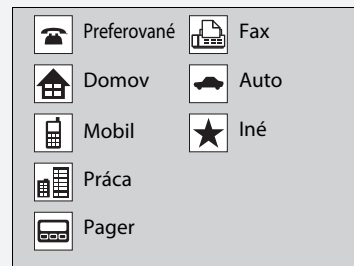 Preferované Fax
Domov Auto
Mobil Iné
Práca
Pager